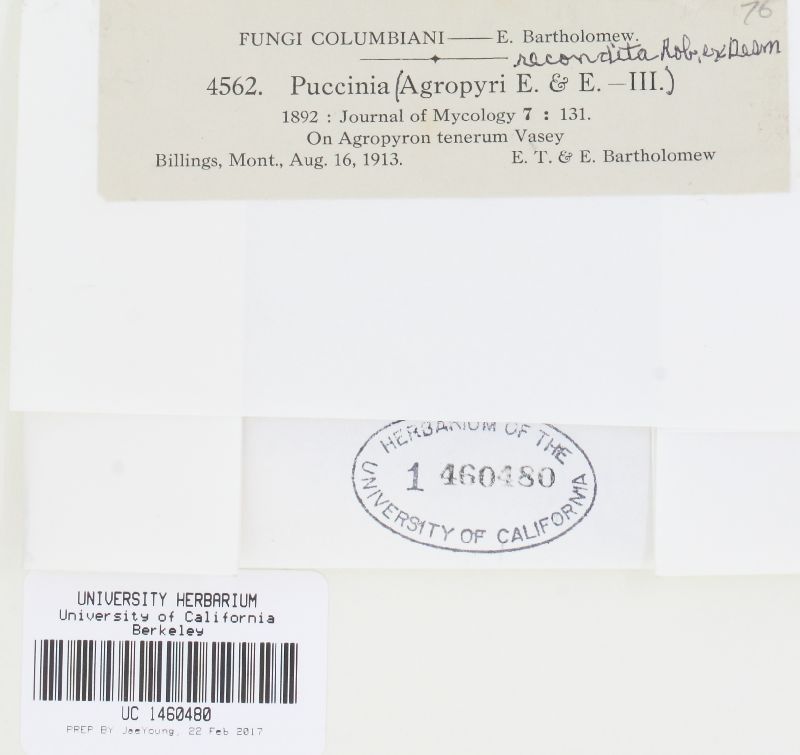 76
FUNGI COLUMBIANI—E. Bartholomew.
recondita Rob. ex Desm
4562. Puccinia (Agropyri E. & E.—III.)
1892 : Journal of Mycology 7 : 131.
On Agropyron tenerum Vasey
Billings, Mont., Aug. 16, 1913. E. T. & E. Bartholomew
HERBARIUM OF THE
1 460480
UNIVERSITY OF CALIFORNIA
UNIVERSITY HERBARIUM
University of California
Berkeley
UC 1460480
PREP BY JaeYoung, 22 Feb 2017